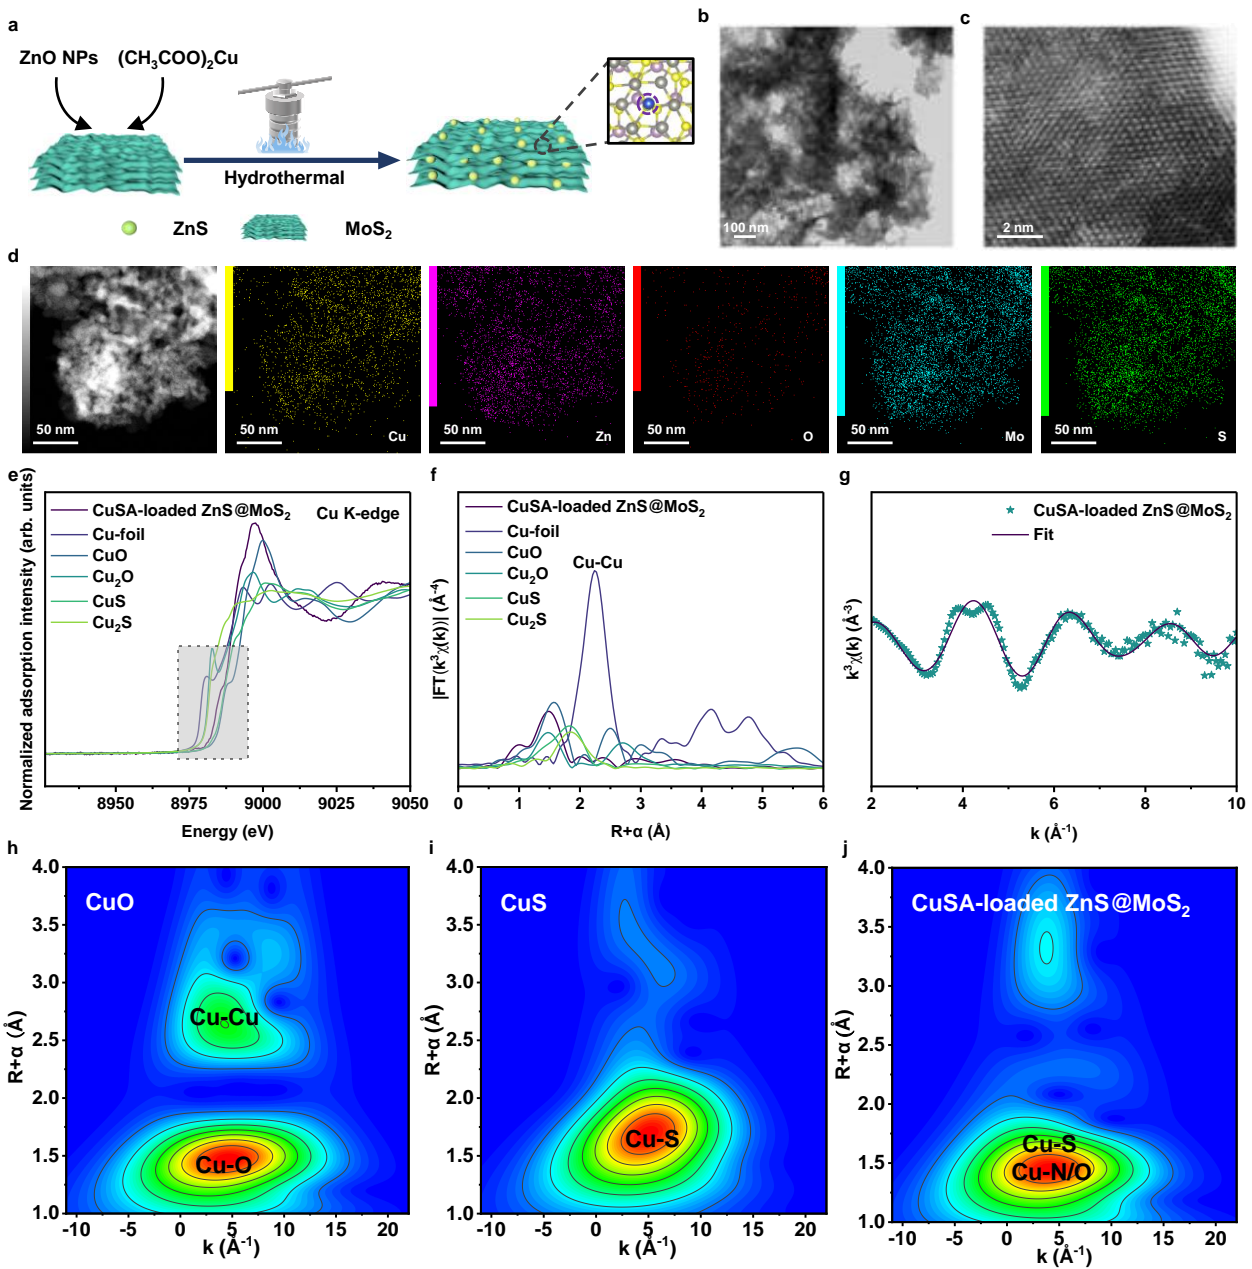 a
ZnO NPs
(CH₃COO)₂Cu
Hydrothermal
ZnS
MoS₂
b
100 nm
c
2 nm
d
50 nm
50 nm
Cu
50 nm
Zn
50 nm
O
50 nm
Mo
50 nm
S
e
CuSA-loaded ZnS@MoS₂
Cu-foil
CuO
Cu₂O
CuS
Cu₂S
Cu K-edge
Normalized adsorption intensity (arb. units)
8950 8975 9000 9025 9050
Energy (eV)
f
CuSA-loaded ZnS@MoS₂
Cu-foil
CuO
Cu₂O
CuS
Cu₂S
Cu-Cu
|FT(k³χ(k))| (Å⁻⁴)
0 1 2 3 4 5 6
R+α (Å)
g
CuSA-loaded ZnS@MoS₂
Fit
k³χ(k) (Å⁻³)
2 4 6 8 10
k (Å⁻¹)
h
CuO
Cu-Cu
Cu-O
4.0
3.5
3.0
2.5
2.0
1.5
1.0
R+α (Å)
-10 -5 0 5 10 15 20
k (Å⁻¹)
i
CuS
Cu-S
4.0
3.5
3.0
2.5
2.0
1.5
1.0
R+α (Å)
-10 -5 0 5 10 15 20
k (Å⁻¹)
j
CuSA-loaded ZnS@MoS₂
Cu-S
Cu-N/O
4.0
3.5
3.0
2.5
2.0
1.5
1.0
R+α (Å)
-10 -5 0 5 10 15 20
k (Å⁻¹)